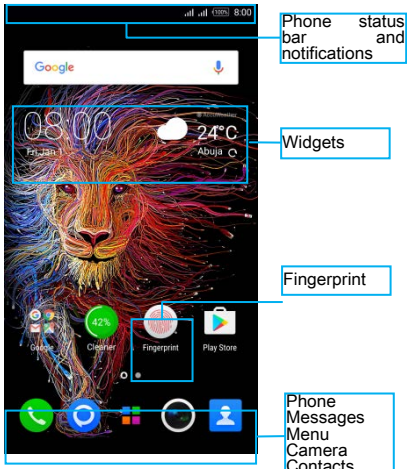 100% 8:00
Phone status
bar and
notifications
Google
AccuWeather
08:00
24°C
Widgets
Fri,Jan 1
Abuja
Fingerprint
42%
Google
Cleaner
Fingerprint
Play Store
Phone
Messages
Menu
Camera
Contacts